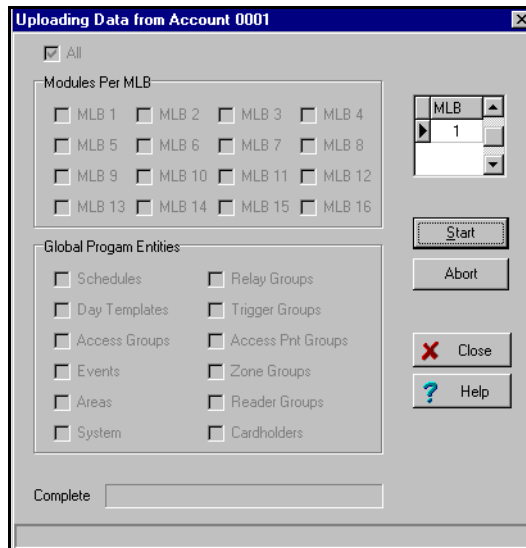 Uploading Data from Account 0001
All
Modules Per MLB
MLB 1 MLB 2 MLB 3 MLB 4
MLB 5 MLB 6 MLB 7 MLB 8
MLB 9 MLB 10 MLB 11 MLB 12
MLB 13 MLB 14 MLB 15 MLB 16
MLB
1
Start
Abort
Global Progam Entities
Schedules Relay Groups
Day Templates Trigger Groups
Access Groups Access Pnt Groups
Events Zone Groups
Areas Reader Groups
System Cardholders
Close
? Help
Complete